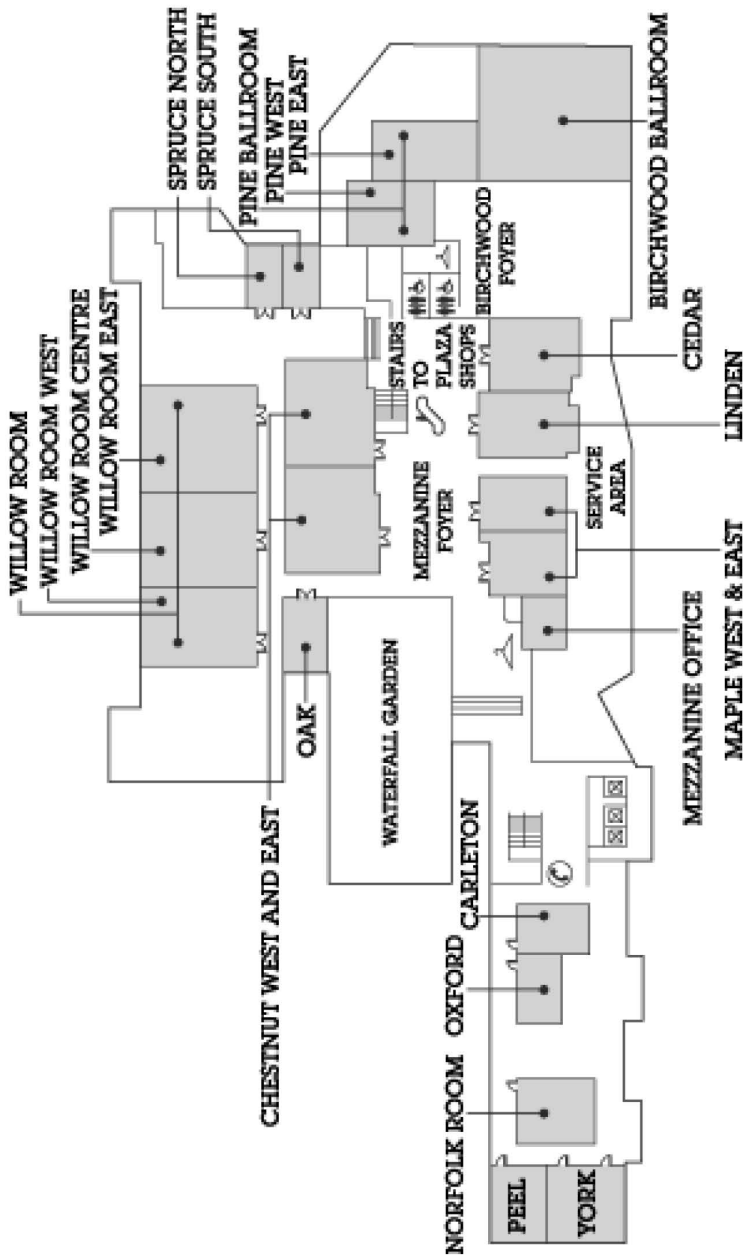 WILLOW ROOM
WILLOW ROOM WEST
WILLOW ROOM CENTRE
WILLOW ROOM EAST
SPRUCE NORTH
SPRUCE SOUTH
PINE BALLROOM
PINE WEST
PINE EAST
CHESTNUT WEST AND EAST
OAK
WATERFALL GARDEN
MEZZANINE
FOYER
STAIRS
TO
PLAZA
SHOPS
BIRCHWOOD
FOYER
SERVICE
AREA
NORFOLK ROOM
OXFORD
CARLETON
PEEL
YORK
MEZZANINE OFFICE
MAPLE WEST & EAST
LINDEN
CEDAR
BIRCHWOOD BALLROOM